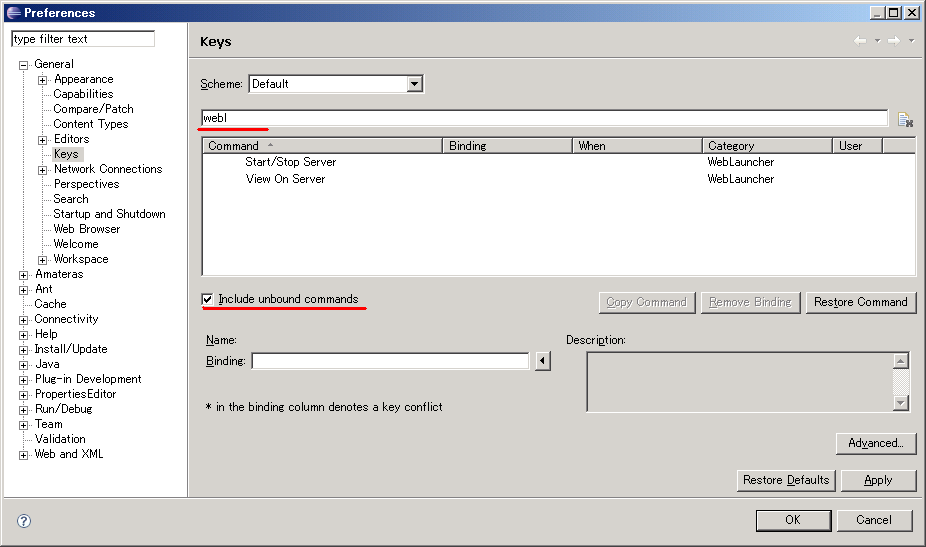 Preferences
type filter text
General
Appearance
Capabilities
Compare/Patch
Content Types
Editors
Keys
Network Connections
Perspectives
Search
Startup and Shutdown
Web Browser
Welcome
Workspace
Amateras
Ant
Cache
Connectivity
Help
Install/Update
Java
Plug-in Development
PropertiesEditor
Run/Debug
Team
Validation
Web and XML
Keys
Scheme: Default
webl
Command Binding When Category User
Start/Stop Server WebLauncher
View On Server WebLauncher
Include unbound commands
Copy Command Remove Binding Restore Command
Name: Description:
Binding:
* in the binding column denotes a key conflict
Advanced...
Restore Defaults Apply
? OK Cancel